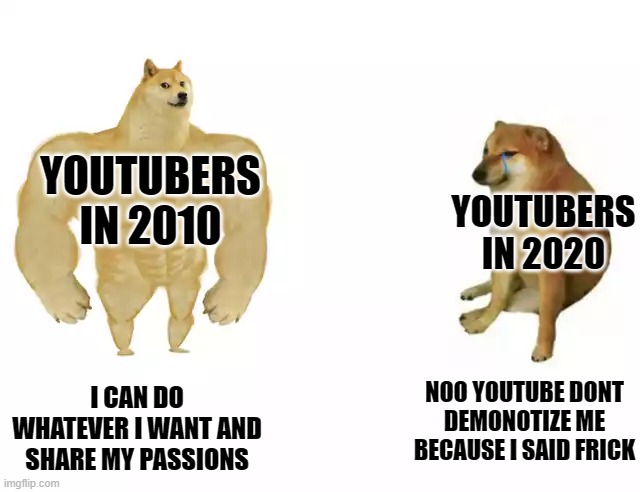 YOUTUBERS
IN 2010
YOUTUBERS
IN 2020
I CAN DO
WHATEVER I WANT AND
SHARE MY PASSIONS
NOO YOUTUBE DONT
DEMONOTIZE ME
BECAUSE I SAID FRICK
imgflip.com